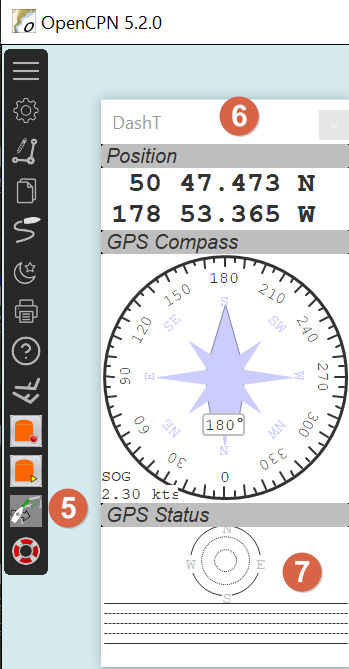 OpenCPN 5.2.0
6
DashT
×
Position
50 47.473 N
178 53.365 W
GPS Compass
180
150
210
S
120
SE
SW
240
90
E
W
270
60
NE
NW
300
180°
N
30
330
0
SOG
2.30 kts
5
GPS Status
N
W
E
7
S